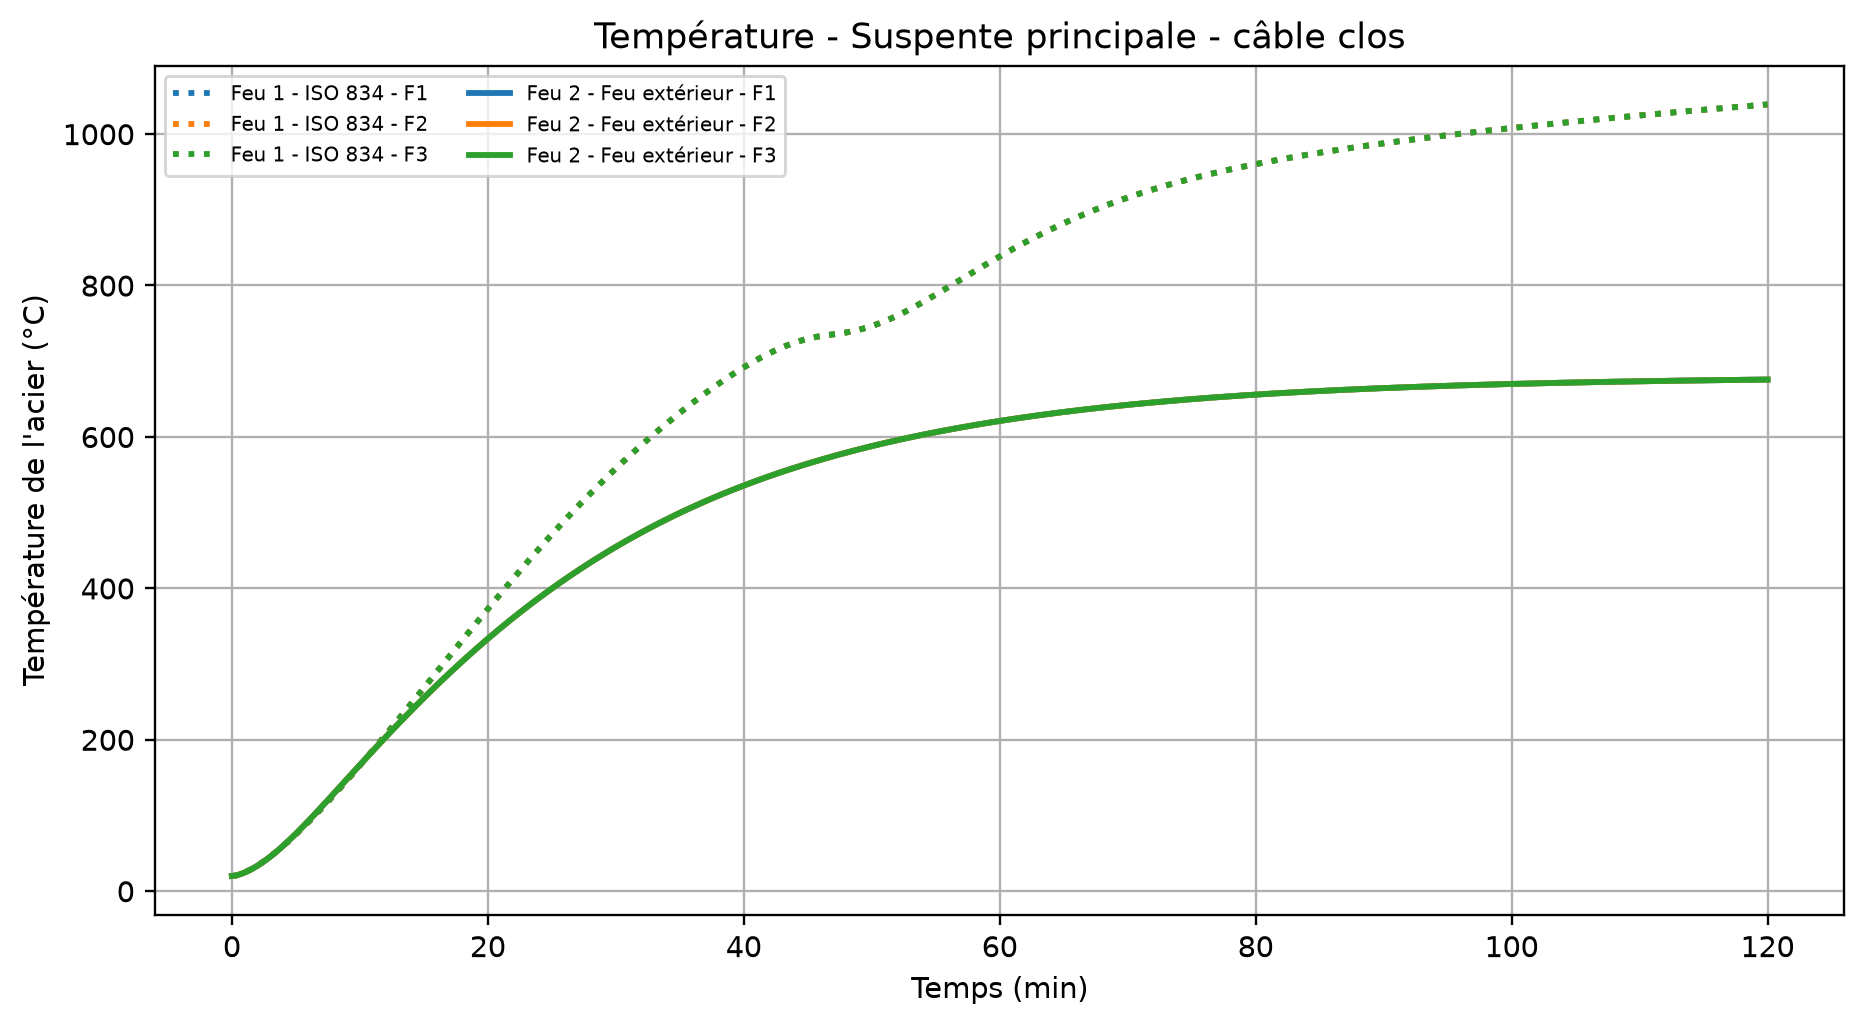 Température - Suspente principale - câble clos
Feu 1 - ISO 834 - F1
Feu 1 - ISO 834 - F2
Feu 1 - ISO 834 - F3
Feu 2 - Feu extérieur - F1
Feu 2 - Feu extérieur - F2
Feu 2 - Feu extérieur - F3
Température de l'acier (°C)
1000
800
600
400
200
0
0 20 40 60 80 100 120
Temps (min)